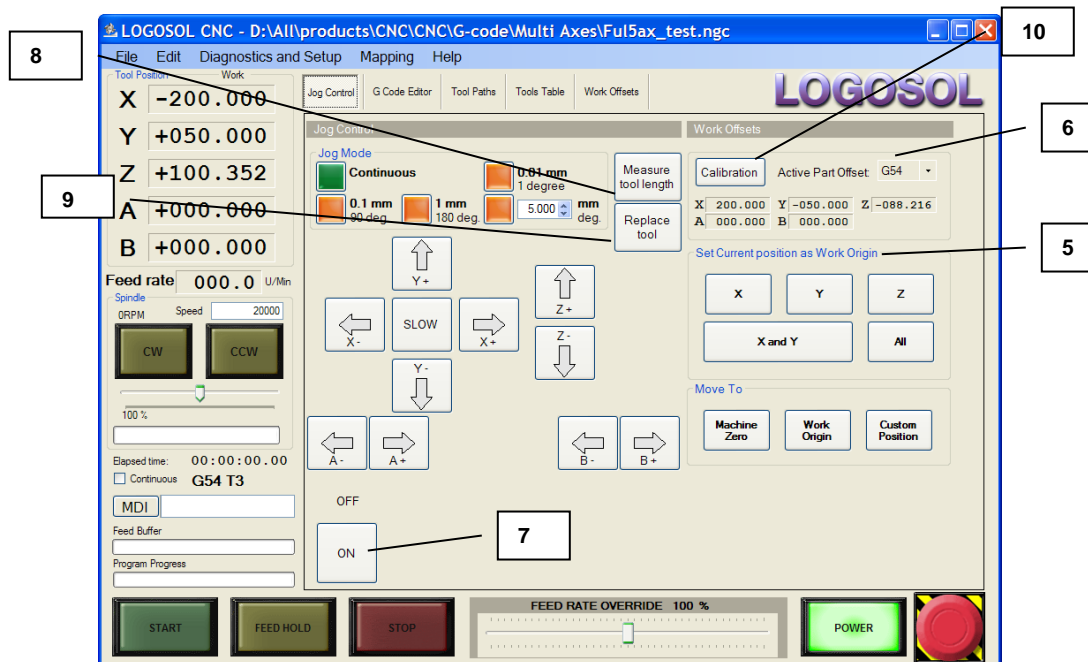 LOGOSOL CNC - D:\All\products\CNC\CNC\G-code\Multi Axes\Ful5ax_test.ngc
10
8
File Edit Diagnostics and Setup Mapping Help
Tool Position Work
X -200.000
Y +050.000
Z +100.352
A +000.000
B +000.000
9
Feed rate 000.0 U/Min
Spindle
0RPM Speed 20000
CW CCW
100 %
Elapsed time: 00:00:00.00
Continuous G54 T3
MDI
Feed Buffer
Program Progress
Jog Control G Code Editor Tool Paths Tools Table Work Offsets
LOGOSOL
Jog Control
Jog Mode
Continuous
0.01 mm
1 degree
0.1 mm
90 deg.
1 mm
180 deg.
5.000 mm
deg.
Measure
tool length
Replace
tool
Y+
X-
SLOW
X+
Y-
Z+
Z-
A-
A+
B-
B+
OFF
ON
7
Work Offsets
6
Calibration Active Part Offset: G54
X 200.000 Y -050.000 Z -088.216
A 000.000 B 000.000
5
Set Current position as Work Origin
X Y Z
X and Y All
Move To
Machine
Zero
Work
Origin
Custom
Position
START FEED HOLD STOP
FEED RATE OVERRIDE 100 %
POWER